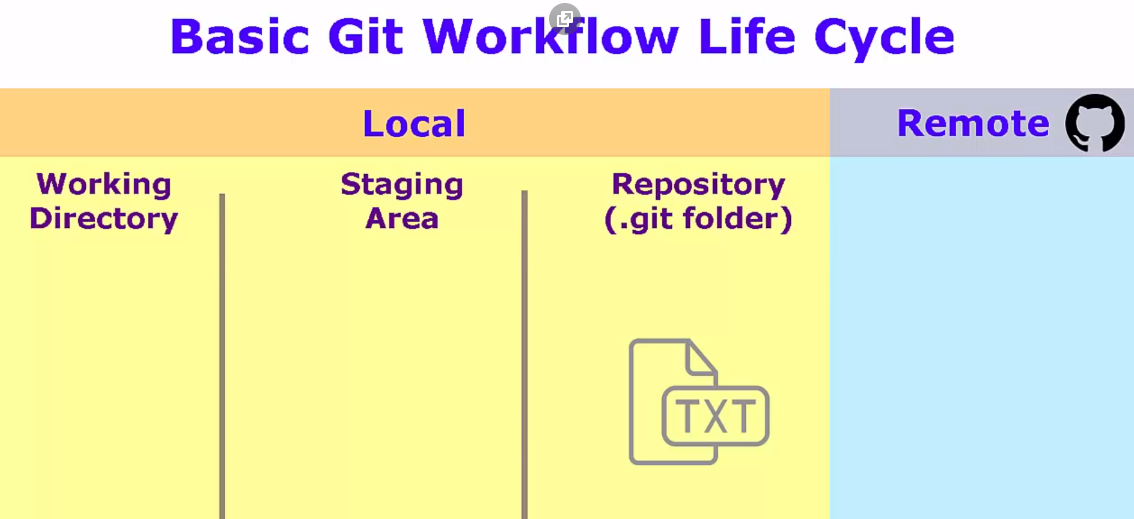 Basic Git Workflow Life Cycle
Local
Remote
Working
Directory
Staging
Area
Repository
(.git folder)
TXT